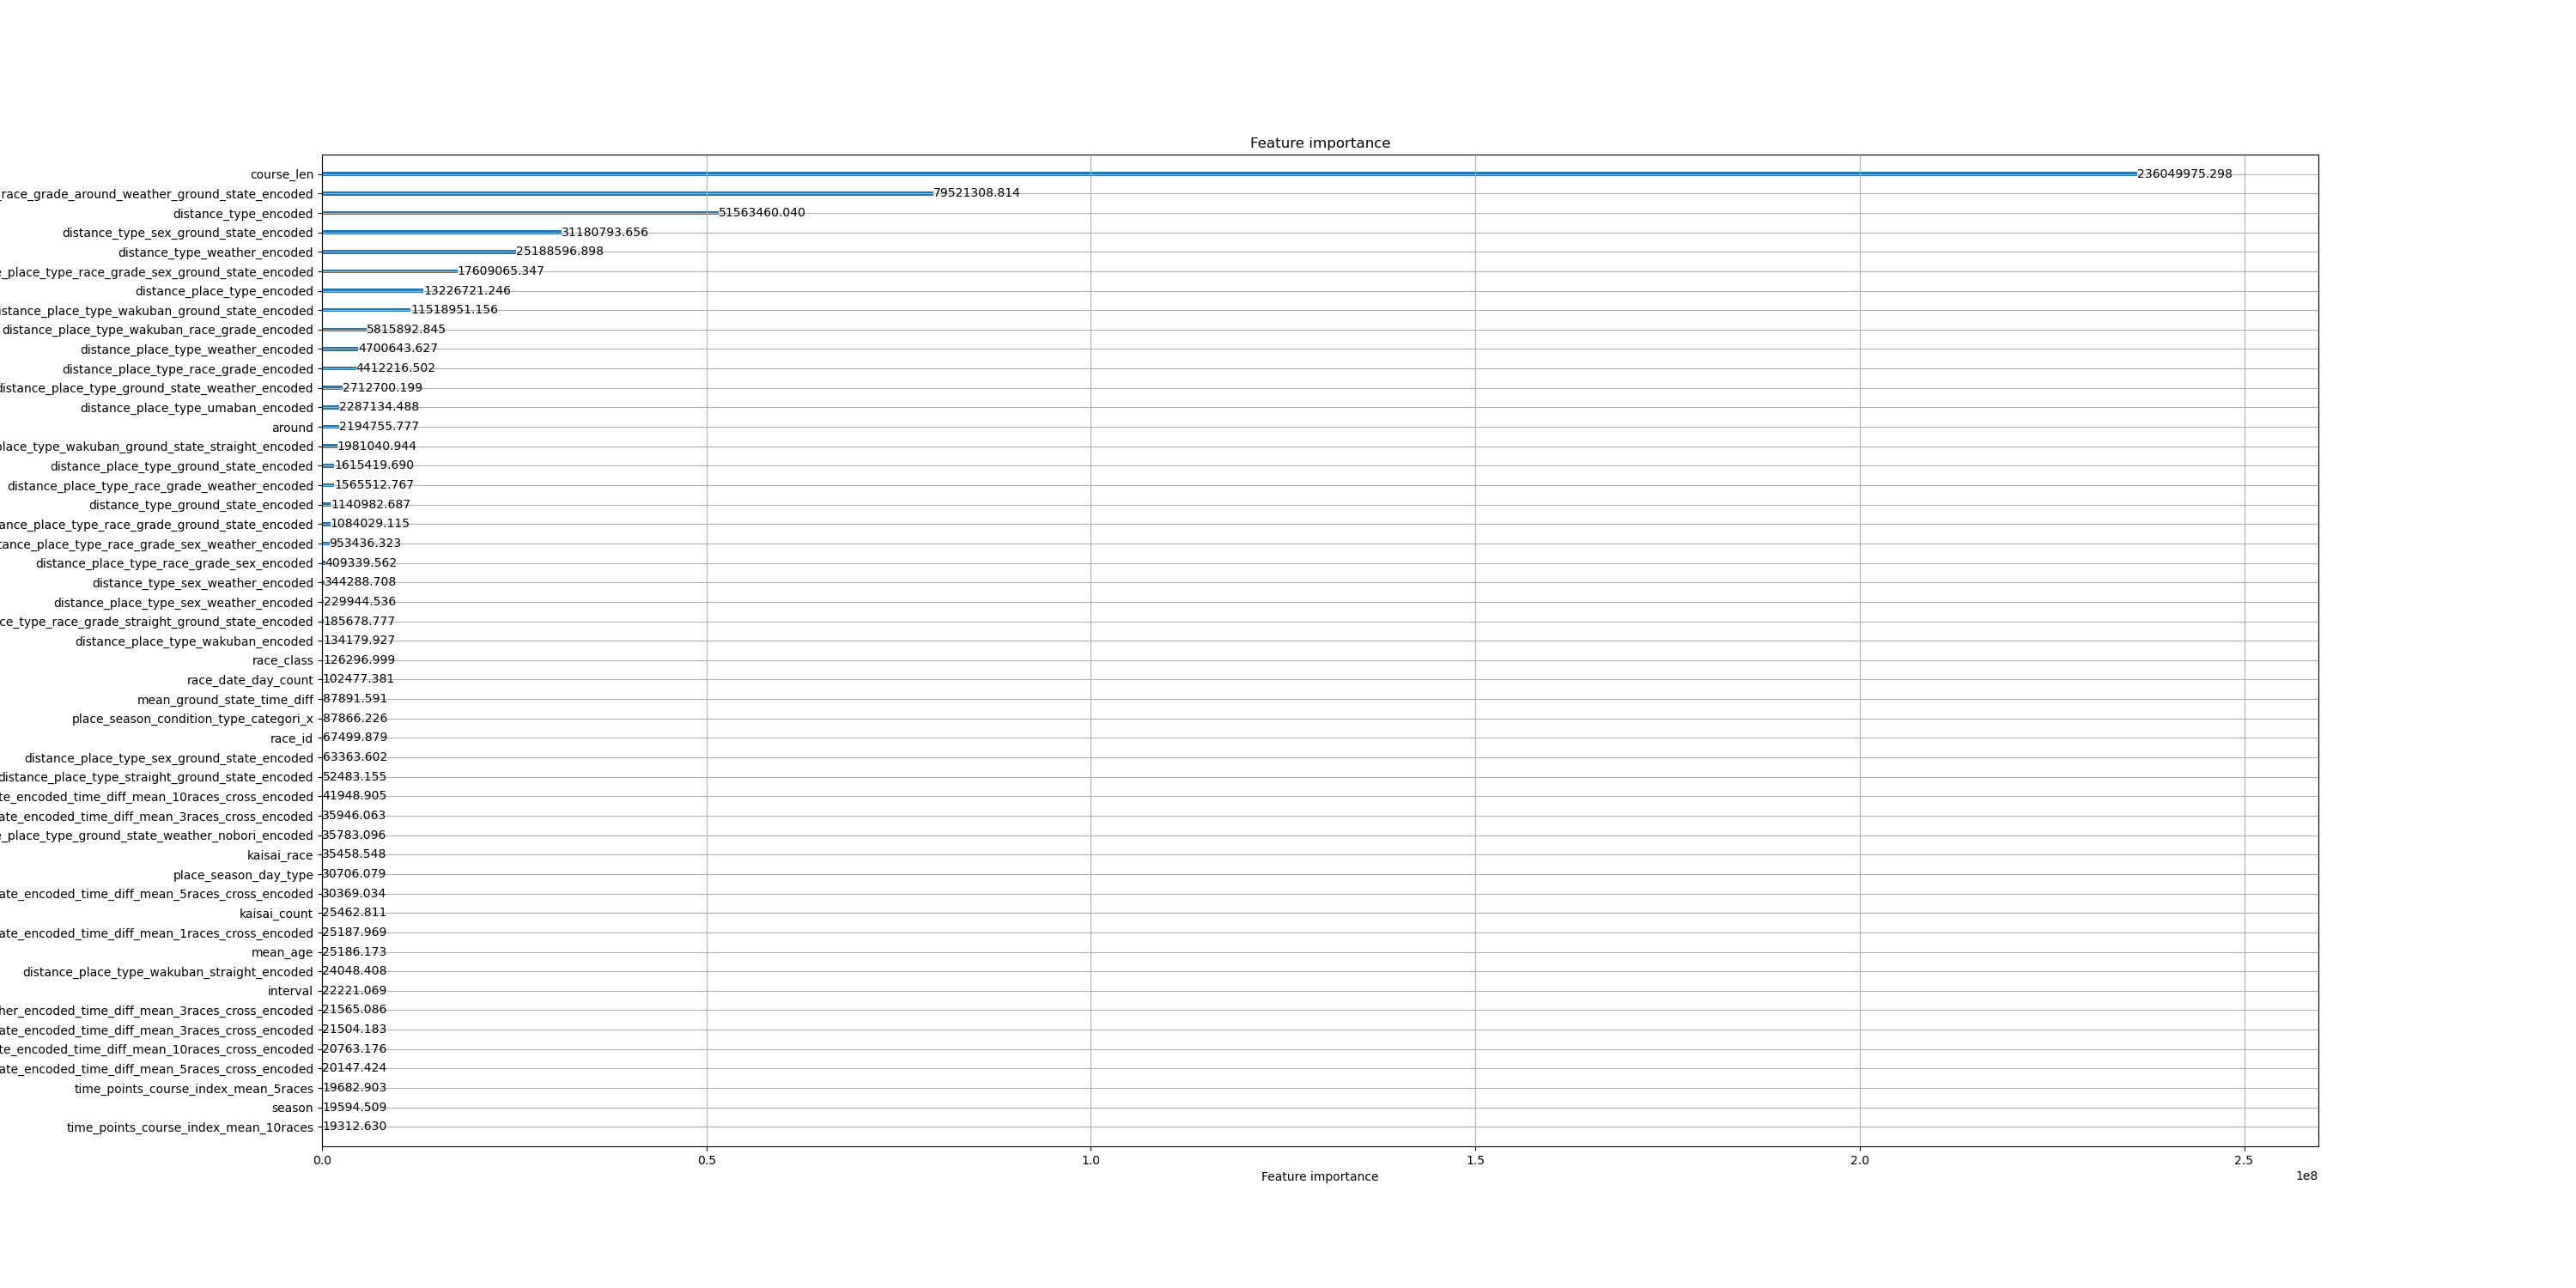 Feature importance
course_len 236049975.298
race_grade_around_weather_ground_state_encoded 79521308.814
distance_type_encoded 51563460.040
distance_type_sex_ground_state_encoded 31180793.656
distance_type_weather_encoded 25188596.898
_place_type_race_grade_sex_ground_state_encoded 17609065.347
distance_place_type_encoded 13226721.246
istance_place_type_wakuban_ground_state_encoded 11518951.156
distance_place_type_wakuban_race_grade_encoded 5815892.845
distance_place_type_weather_encoded 4700643.627
distance_place_type_race_grade_encoded 4412216.502
distance_place_type_ground_state_weather_encoded 2712700.199
distance_place_type_umaban_encoded 2287134.488
around 2194755.777
place_type_wakuban_ground_state_straight_encoded 1981040.944
distance_place_type_ground_state_encoded 1615419.690
distance_place_type_race_grade_weather_encoded 1565512.767
distance_type_ground_state_encoded 1140982.687
ance_place_type_race_grade_ground_state_encoded 1084029.115
tance_place_type_race_grade_sex_weather_encoded 953436.323
distance_place_type_race_grade_sex_encoded 409339.562
distance_type_sex_weather_encoded 344288.708
distance_place_type_sex_weather_encoded 229944.536
ce_type_race_grade_straight_ground_state_encoded 185678.777
distance_place_type_wakuban_encoded 134179.927
race_class 126296.999
race_date_day_count 102477.381
mean_ground_state_time_diff 87891.591
place_season_condition_type_categori_x 87866.226
race_id 67499.879
distance_place_type_sex_ground_state_encoded 63363.602
distance_place_type_straight_ground_state_encoded 52483.155
te_encoded_time_diff_mean_10races_cross_encoded 41948.905
ate_encoded_time_diff_mean_3races_cross_encoded 35946.063
_place_type_ground_state_weather_nobori_encoded 35783.096
kaisai_race 35458.548
place_season_day_type 30706.079
ate_encoded_time_diff_mean_5races_cross_encoded 30369.034
kaisai_count 25462.811
ate_encoded_time_diff_mean_1races_cross_encoded 25187.969
mean_age 25186.173
distance_place_type_wakuban_straight_encoded 24048.408
interval 22221.069
her_encoded_time_diff_mean_3races_cross_encoded 21565.086
ate_encoded_time_diff_mean_3races_cross_encoded 21504.183
te_encoded_time_diff_mean_10races_cross_encoded 20763.176
ate_encoded_time_diff_mean_5races_cross_encoded 20147.424
time_points_course_index_mean_5races 19682.903
season 19594.509
time_points_course_index_mean_10races 19312.630
0.0 0.5 1.0 1.5 2.0 2.5
Feature importance
1e8